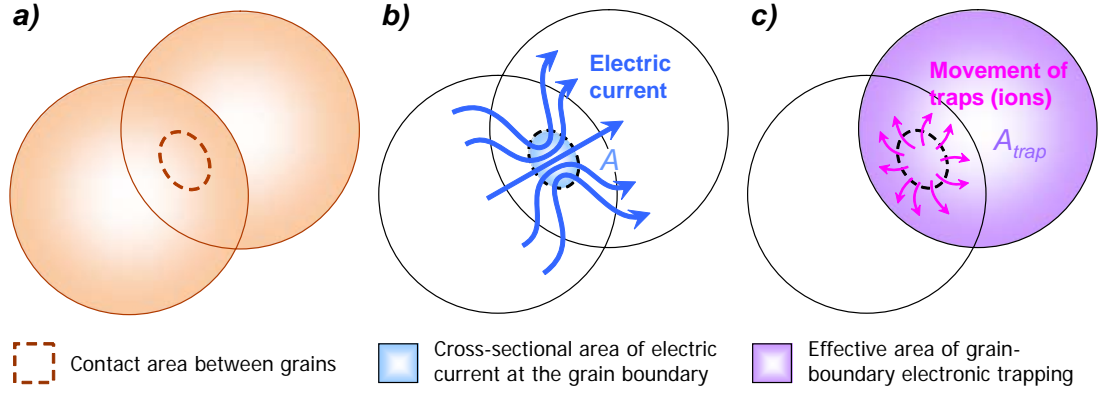 a)
b)
c)
Electric
current
A
Movement of
traps (ions)
A_trap
Contact area between grains
Cross-sectional area of electric
current at the grain boundary
Effective area of grain-
boundary electronic trapping